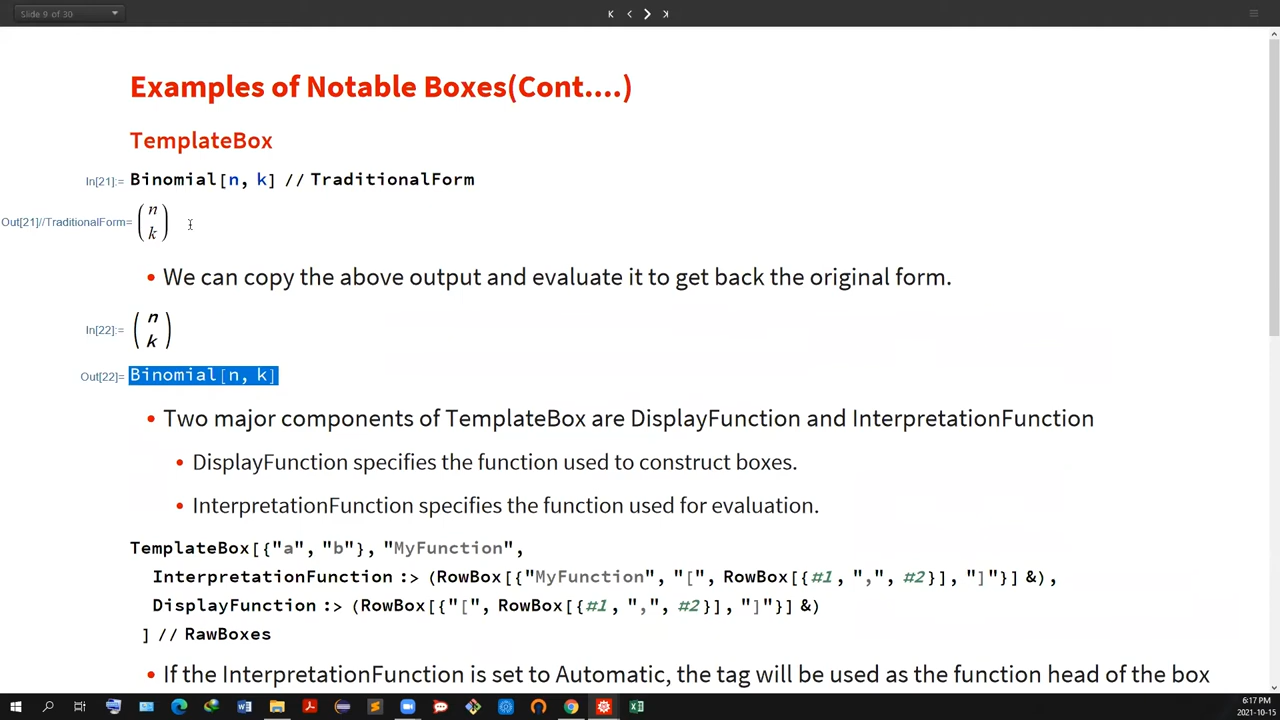 Slide 9 of 30
Examples of Notable Boxes(Cont....)
TemplateBox
In[21]:= Binomial[n, k] // TraditionalForm
Out[21]//TraditionalForm= (n
k)
• We can copy the above output and evaluate it to get back the original form.
In[22]:= (n
k)
Out[22]= Binomial[n, k]
• Two major components of TemplateBox are DisplayFunction and InterpretationFunction
• DisplayFunction specifies the function used to construct boxes.
• InterpretationFunction specifies the function used for evaluation.
TemplateBox[{"a", "b"}, "MyFunction",
InterpretationFunction :> (RowBox[{"MyFunction", "[", RowBox[{#1, ",", #2}], "]"}] &),
DisplayFunction :> (RowBox[{"[", RowBox[{#1, ",", #2}], "]"}] &)
] // RawBoxes
• If the InterpretationFunction is set to Automatic, the tag will be used as the function head of the box
6:17 PM
2021-10-15